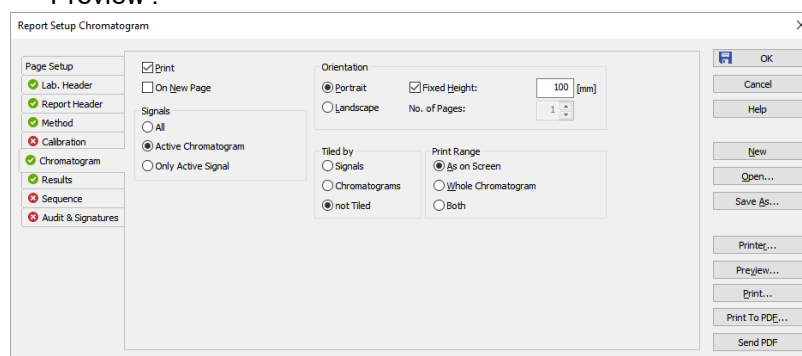 Preview .
Report Setup Chromatogram
Page Setup
Lab. Header
Report Header
Method
Calibration
Chromatogram
Results
Sequence
Audit & Signatures
Print
On New Page
Signals
All
Active Chromatogram
Only Active Signal
Orientation
Portrait
Fixed Height:
100 [mm]
Landscape
No. of Pages:
1
Tiled by
Signals
Chromatograms
not Tiled
Print Range
As on Screen
Whole Chromatogram
Both
OK
Cancel
Help
New
Open...
Save As...
Printer...
Preview...
Print...
Print To PDF...
Send PDF